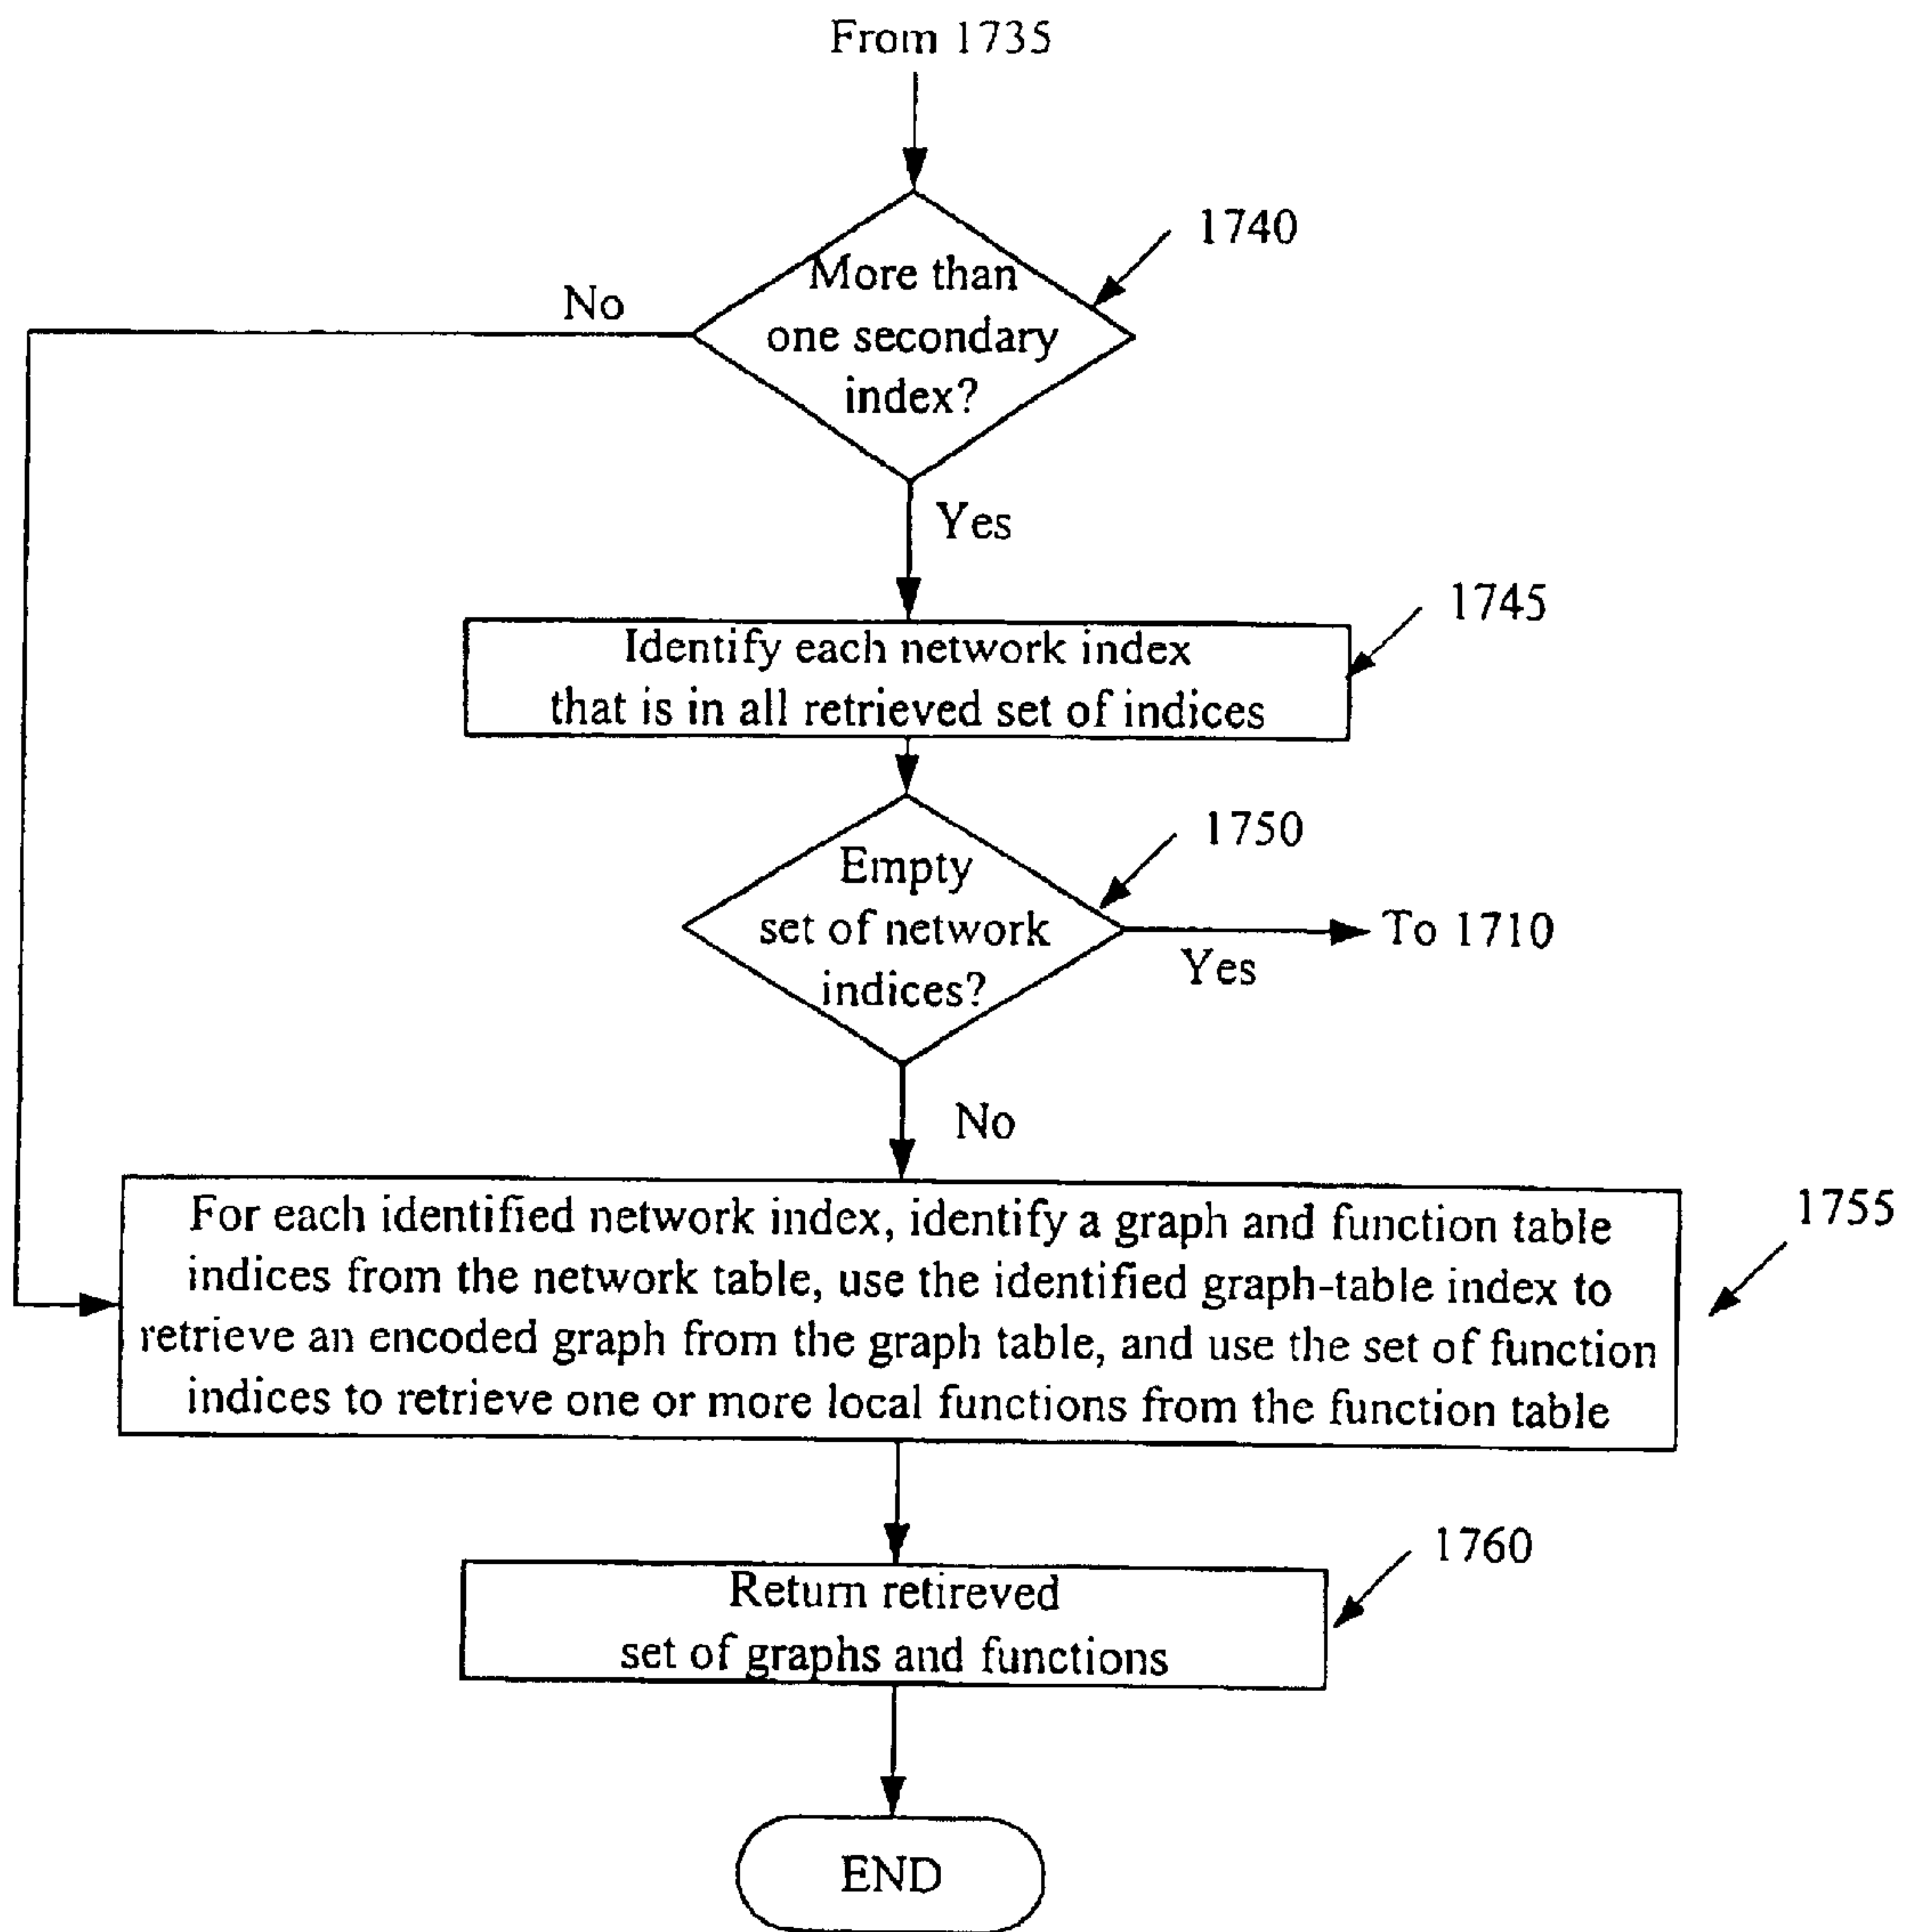 From 1735
1740
More than
one secondary
index?
No
Yes
1745
Identify each network index
that is in all retrieved set of indices
1750
Empty
set of network
indices?
To 1710
Yes
No
1755
For each identified network index, identify a graph and function table
indices from the network table, use the identified graph-table index to
retrieve an encoded graph from the graph table, and use the set of function
indices to retrieve one or more local functions from the function table
1760
Return retireved
set of graphs and functions
END